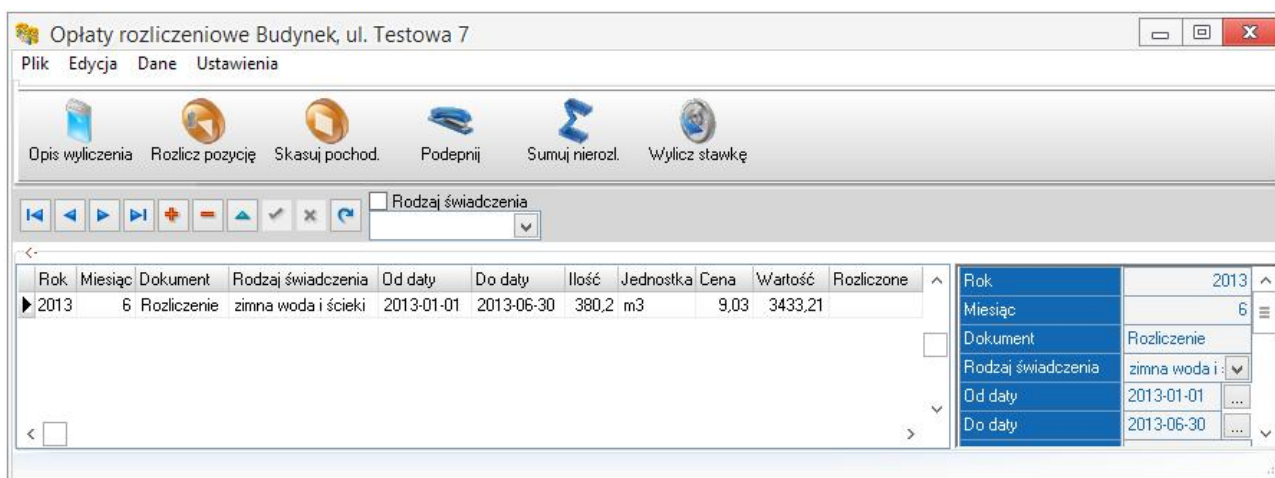 Opłaty rozliczeniowe Budynek, ul. Testowa 7
Plik Edycja Dane Ustawienia
Opis wyliczenia Rozlicz pozycję Skasuj pochod. Podepnij Sumuj nierozl. Wylicz stawkę
Rodzaj świadczenia
Rok Miesiąc Dokument Rodzaj świadczenia Od daty Do daty Ilość Jednostka Cena Wartość Rozliczone
2013 6 Rozliczenie zimna woda i ścieki 2013-01-01 2013-06-30 380,2 m3 9,03 3433,21
Rok 2013
Miesiąc 6
Dokument Rozliczenie
Rodzaj świadczenia zimna woda i
Od daty 2013-01-01 ...
Do daty 2013-06-30 ...